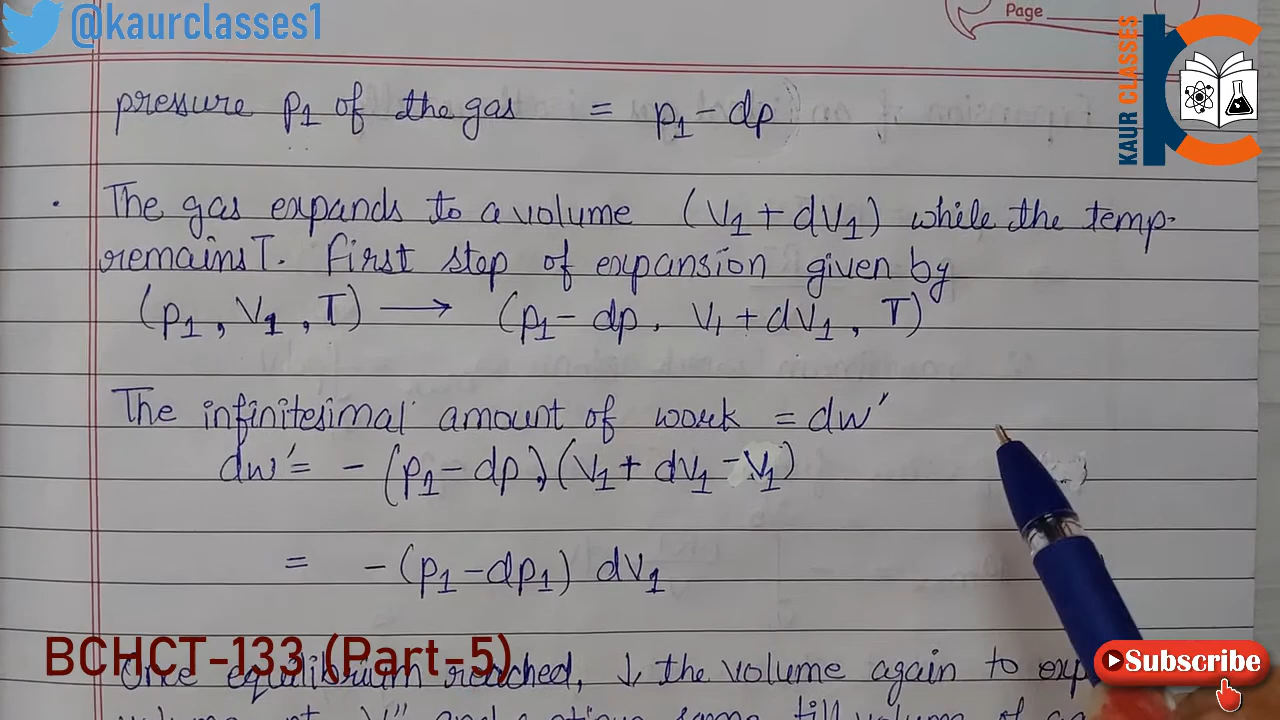 @kaurclasses1
Page
KAUR CLASSES
pressure p1 of the gas = p1 - dp
. The gas expands to a volume (V1 + dV1) while the temp.
remains T. First step of expansion given by
(p1, V1, T) ⟶ (p1 - dp, V1 + dV1, T)
The infinitesimal amount of work = dw'
dw' = - (p1 - dp) (V1 + dV1 - V1)
= - (p1 - dp1) dV1
BCHCT-133 (Part-5)
Once equilibrium reached, ↓ the volume again to
Subscribe
volume